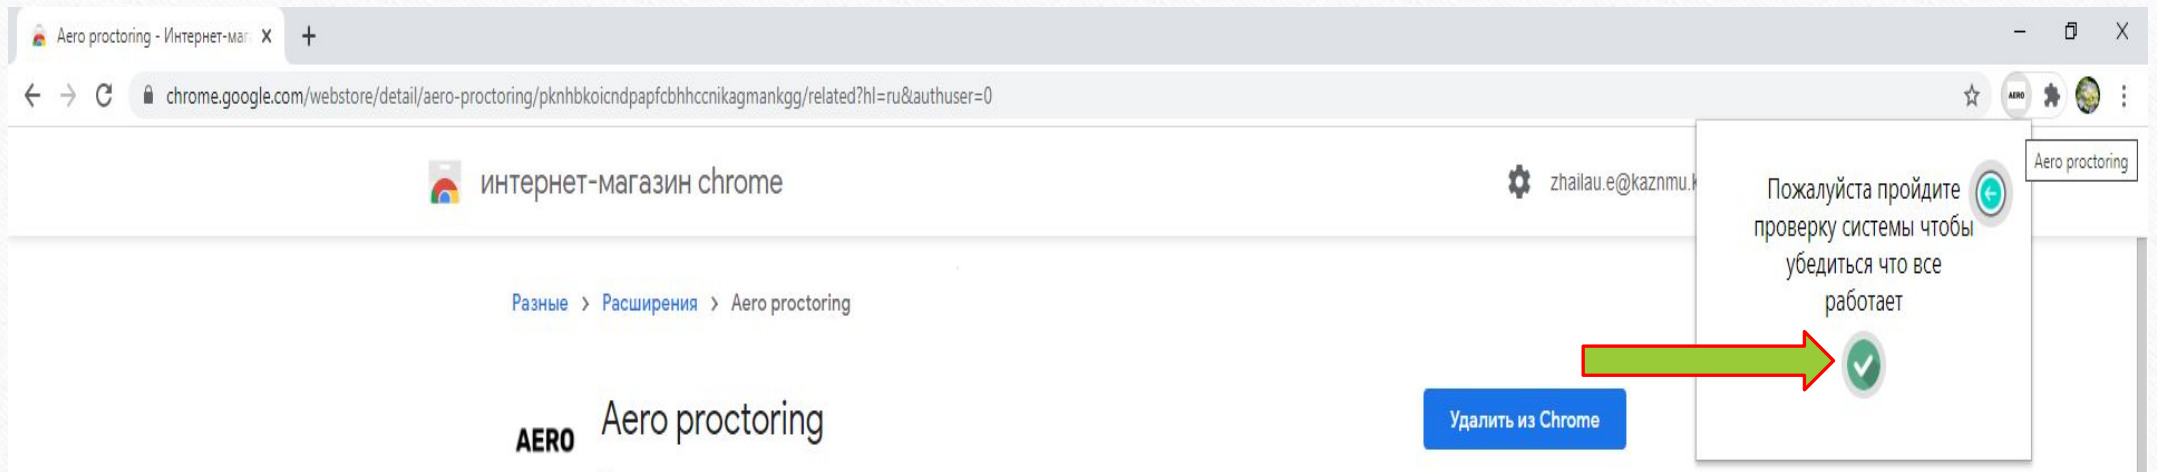 Aero proctoring - Интернет-маг
chrome.google.com/webstore/detail/aero-proctoring/pknhbkoicndpapfcbhhccnikagmankgg/related?hl=ru&authuser=0
AERO
Aero proctoring
интернет-магазин chrome
zhailau.e@kaznmu.k
Пожалуйста пройдите
проверку системы чтобы
убедиться что все
работает
Разные > Расширения > Aero proctoring
AERO
Aero proctoring
Удалить из Chrome